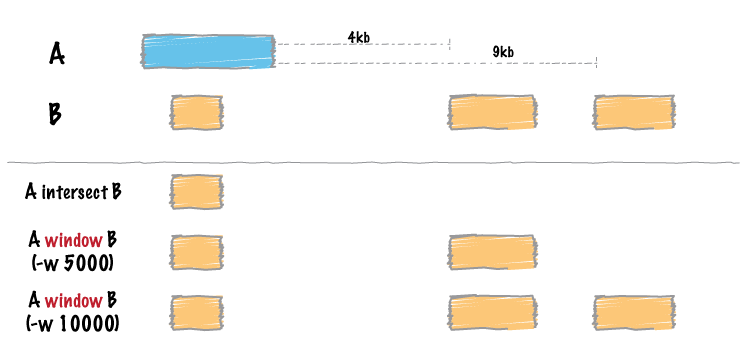 4kb
A
9kb
B
A intersect B
A window B
(-w 5000)
A window B
(-w 10000)